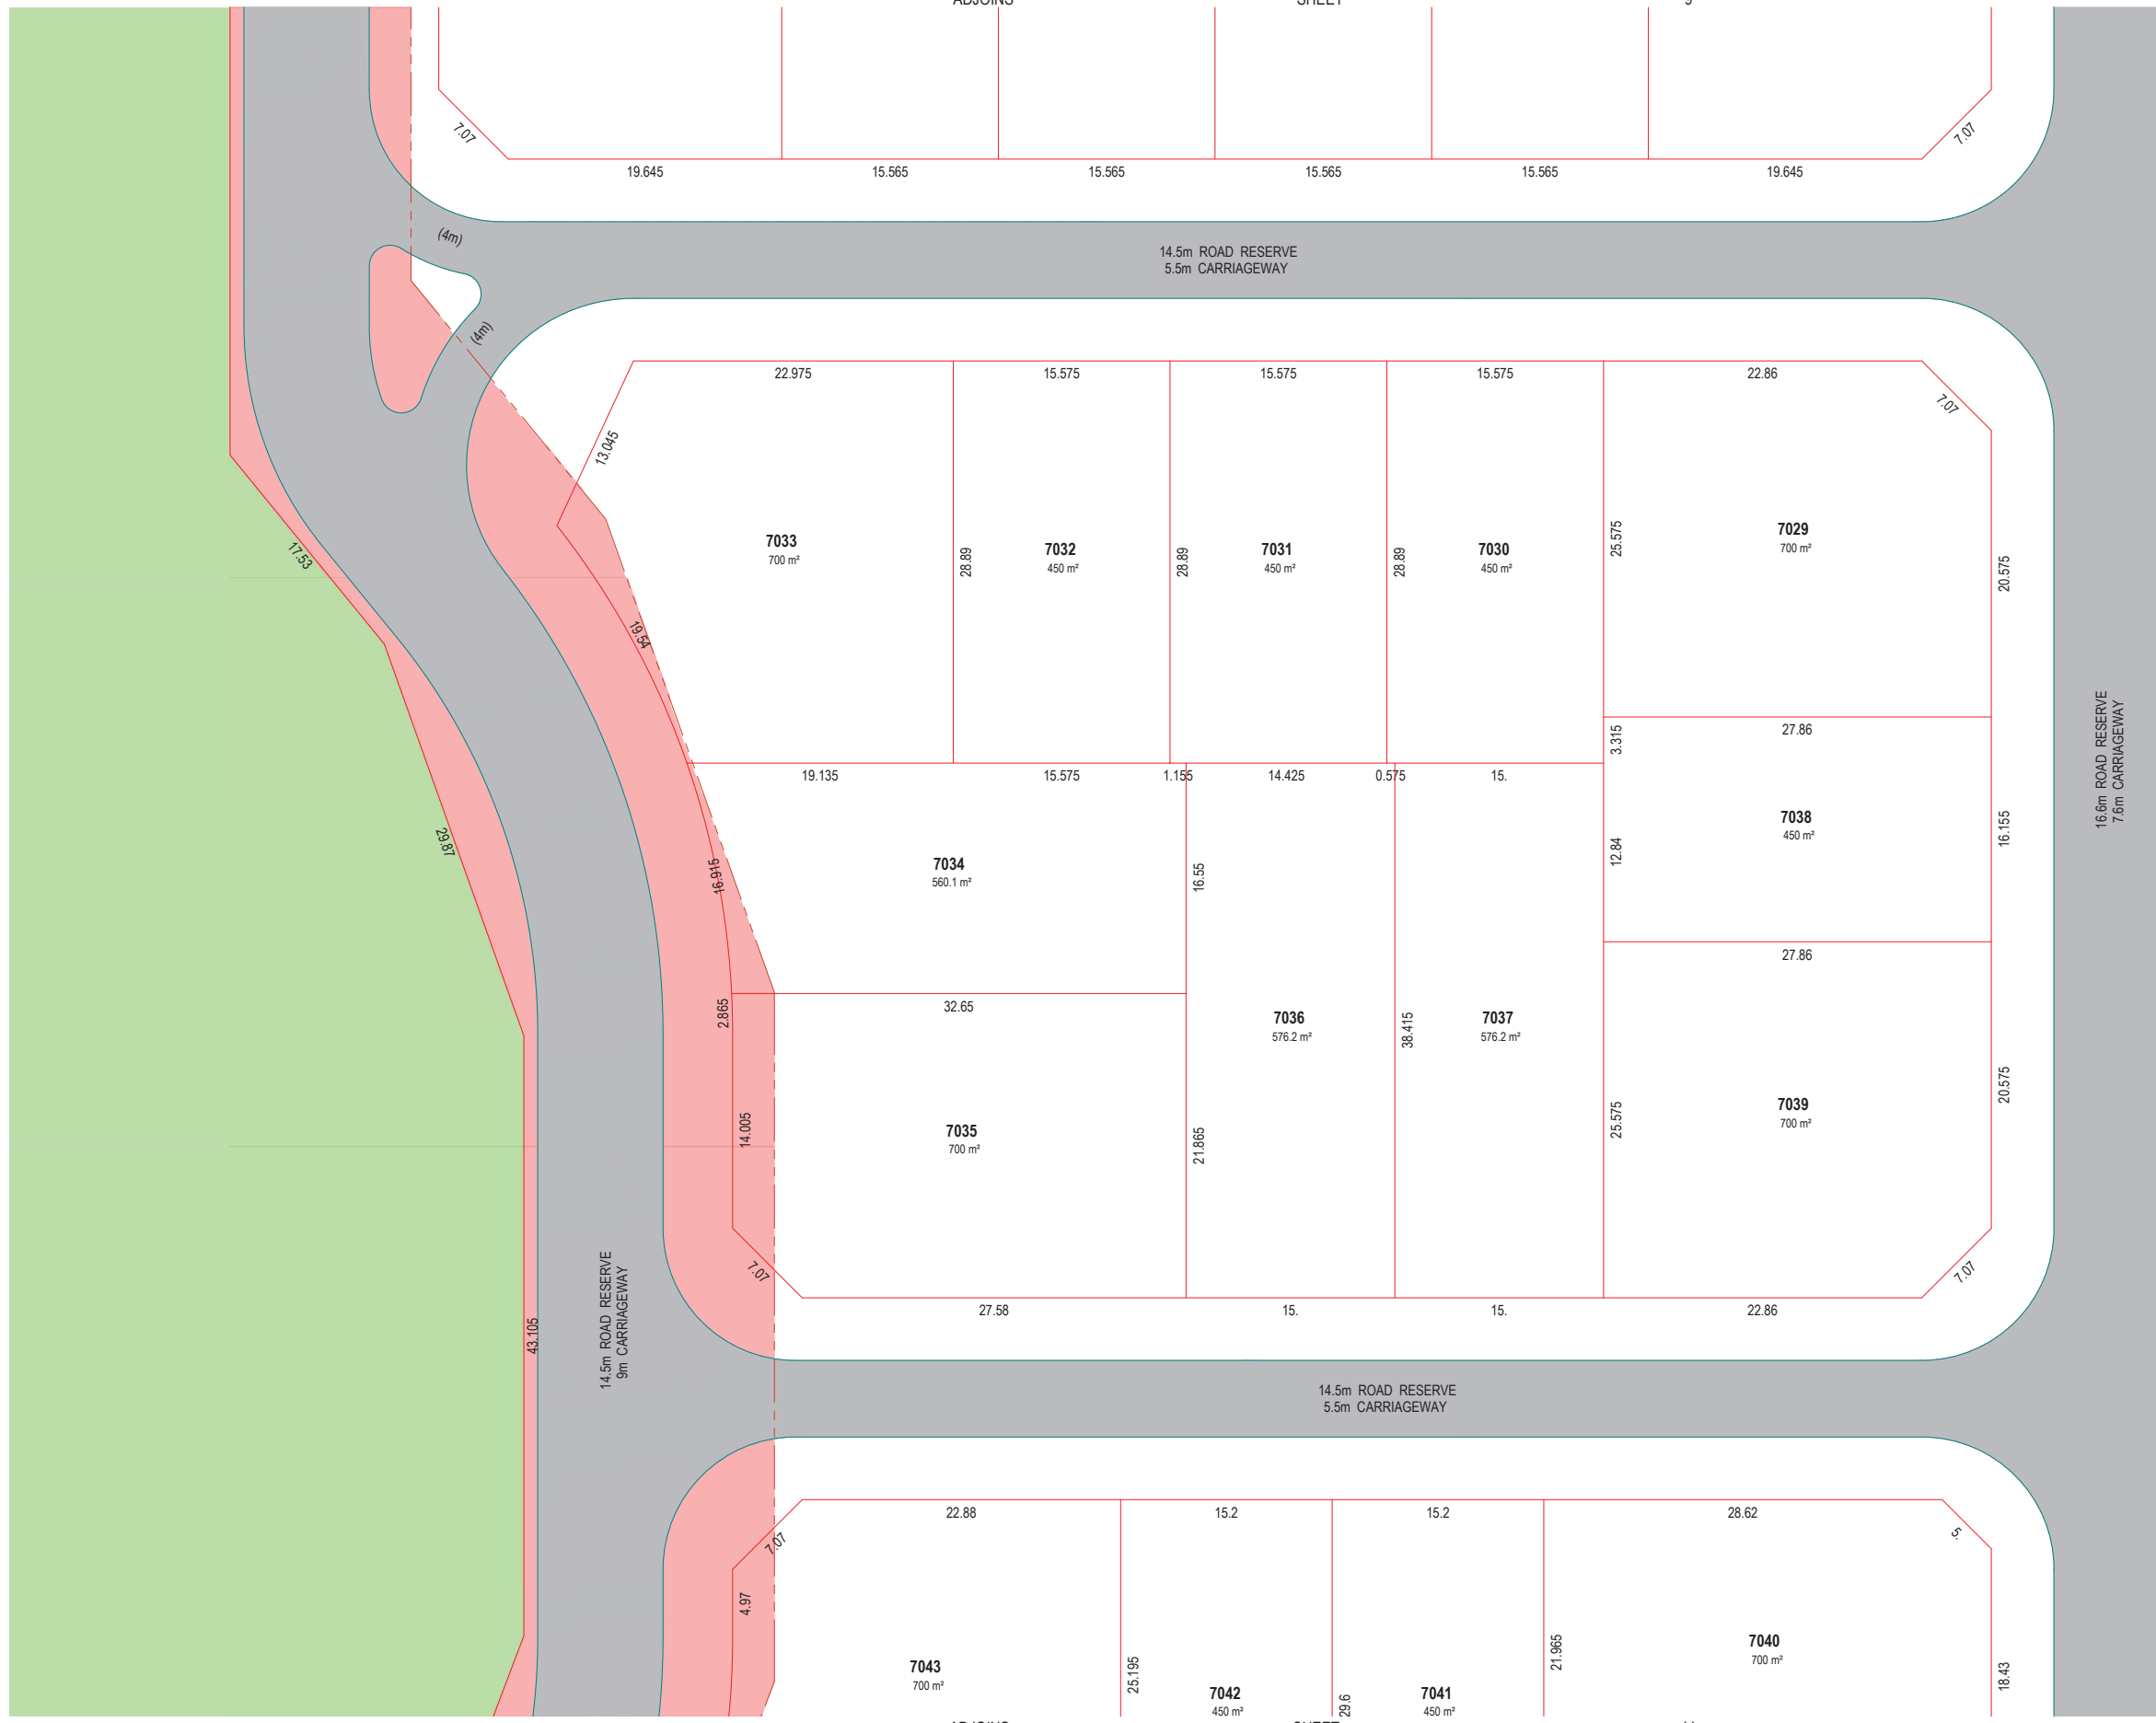 ADJOINS SHEET 9
7.07
7.07
19.645 15.565 15.565 15.565 15.565 19.645
(4m)
14.5m ROAD RESERVE
5.5m CARRIAGEWAY
(4m)
22.975 15.575 15.575 15.575 22.86
7.07
13.045
7033
700 m²
28.89
7032
450 m²
28.89
7031
450 m²
28.89
7030
450 m²
25.575
7029
700 m²
20.575
17.53
19.54
3.315
27.86
16.6m ROAD RESERVE
7.6m CARRIAGEWAY
19.135 15.575 1.155 14.425 0.575 15.
29.87
16.915
7034
560.1 m²
16.55
12.84
7038
450 m²
16.155
27.86
32.65
2.865
7036
576.2 m²
38.415
7037
576.2 m²
14.005
7035
700 m²
21.865
25.575
7039
700 m²
20.575
7.07
7.07
27.58 15. 15. 22.86
43.105
14.5m ROAD RESERVE
9m CARRIAGEWAY
14.5m ROAD RESERVE
5.5m CARRIAGEWAY
22.88 15.2 15.2 28.62
7.07
5.
4.97
7043
700 m²
25.195
7042
450 m²
29.6
7041
450 m²
21.965
7040
700 m²
18.43
ADJOINS SHEET